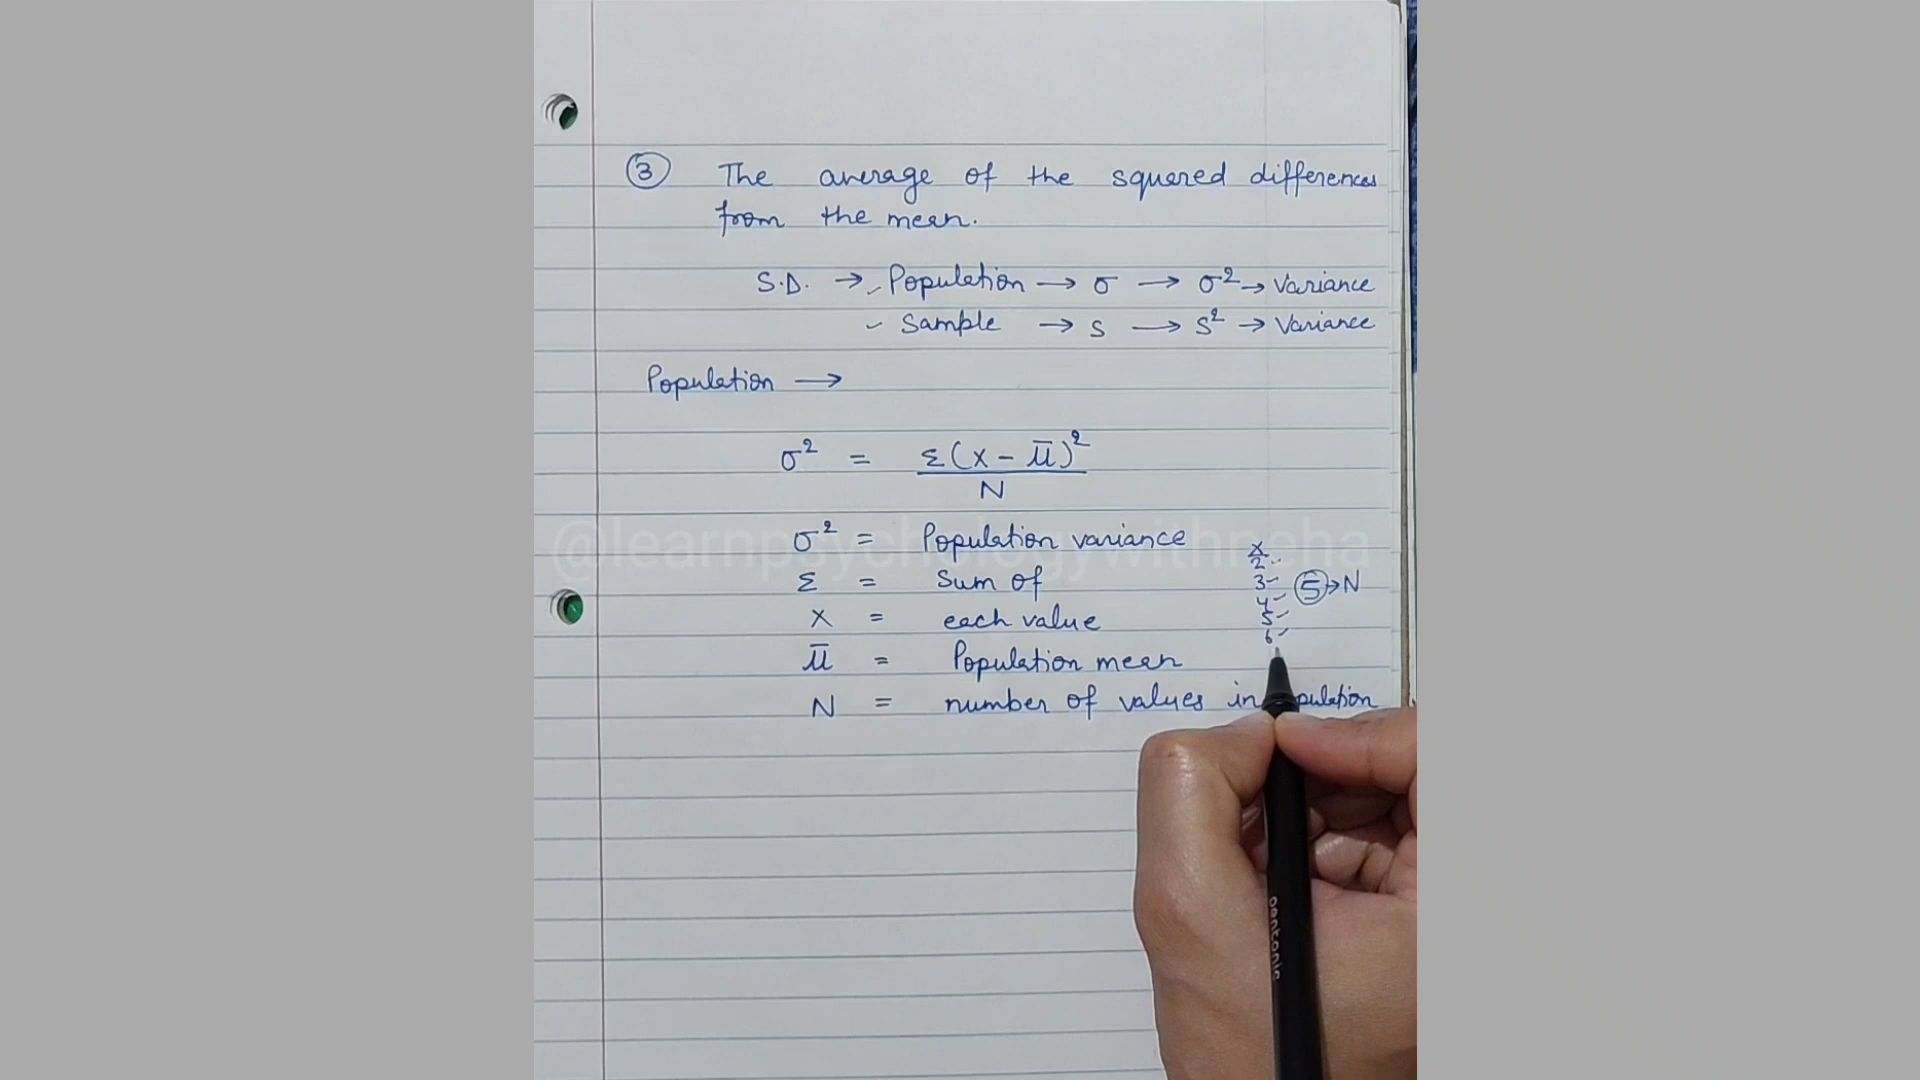 ③ The average of the squared differences
from the mean.
S.D. → Population → σ → σ² → Variance
Sample → S → S² → Variance
Population →
σ² = Σ(x - μ̅)²
N
@learnpsychologywithneha
σ² = Population variance
Σ = Sum of
x = each value
μ̅ = Population mean
N = number of values in
x
2
3
4
5
6
⑤→N
pentonic